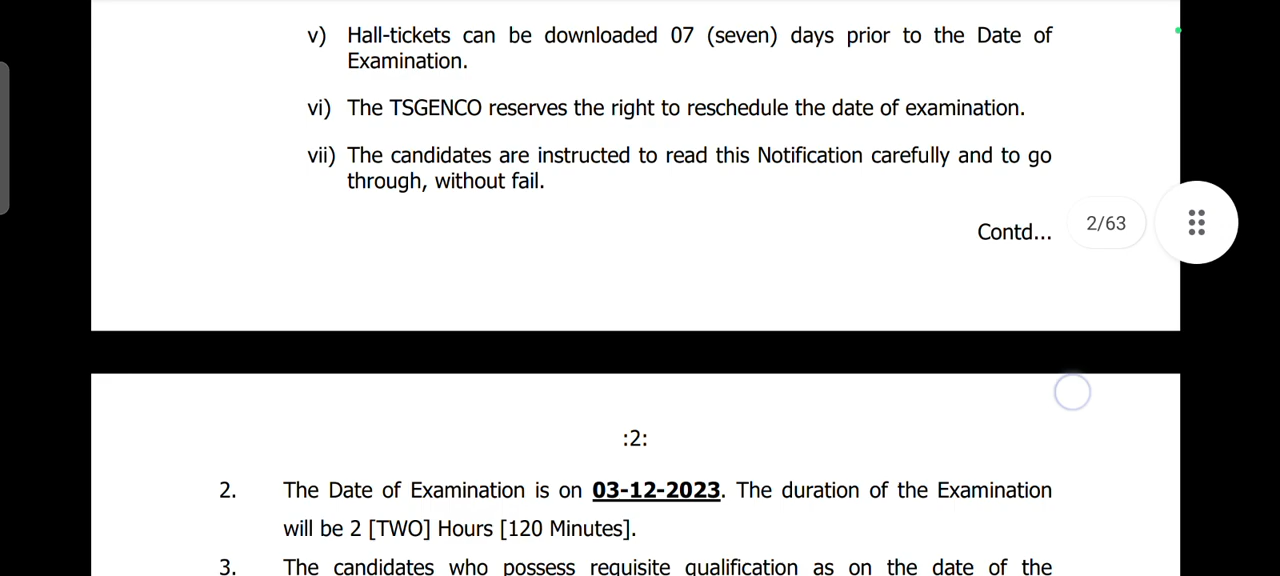 v) Hall-tickets can be downloaded 07 (seven) days prior to the Date of
Examination.
vi) The TSGENCO reserves the right to reschedule the date of examination.
vii) The candidates are instructed to read this Notification carefully and to go
through, without fail.
Contd...
2/63
:2:
2. The Date of Examination is on 03-12-2023. The duration of the Examination
will be 2 [TWO] Hours [120 Minutes].
3. The candidates who possess requisite qualification as on the date of the